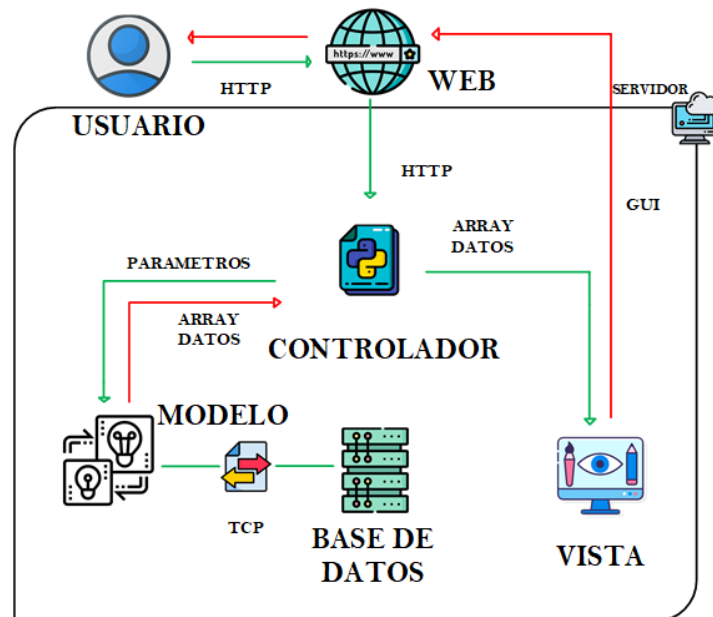 https://www
WEB
HTTP
SERVIDOR
USUARIO
HTTP
GUI
ARRAY
DATOS
PARAMETROS
ARRAY
DATOS
CONTROLADOR
MODELO
TCP
BASE DE
DATOS
VISTA